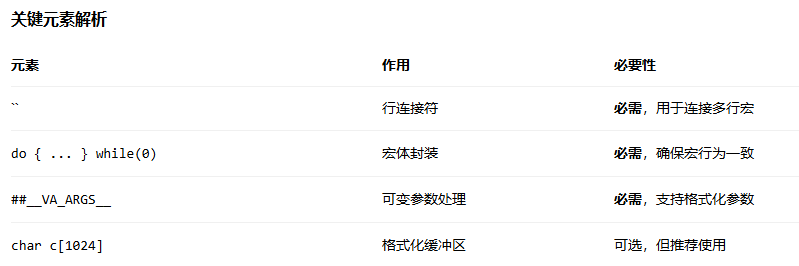 关键元素解析
元素 作用 必要性
`` 行连接符 必需，用于连接多行宏
do { ... } while(0) 宏体封装 必需，确保宏行为一致
##__VA_ARGS__ 可变参数处理 必需，支持格式化参数
char c[1024] 格式化缓冲区 可选，但推荐使用